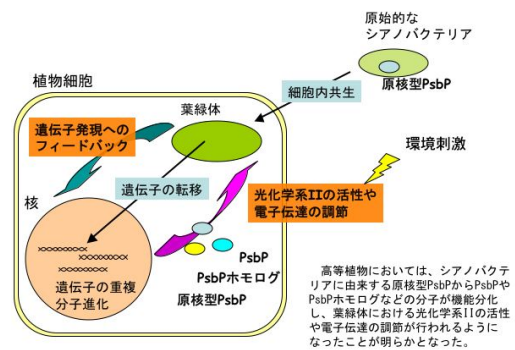 原始的な
シアノバクテリア
原核型PsbP
植物細胞
細胞内共生
葉緑体
遺伝子発現への
フィードバック
環境刺激
遺伝子の転移
光化学系IIの活性や
電子伝達の調節
核
PsbP
PsbPホモログ
原核型PsbP
遺伝子の重複
分子進化
高等植物においては、シアノバクテ
リアに由来する原核型PsbPからPsbPや
PsbPホモログなどの分子が機能分化
し、葉緑体における光化学系IIの活性
や電子伝達の調節が行われるように
なったことが明らかとなった。